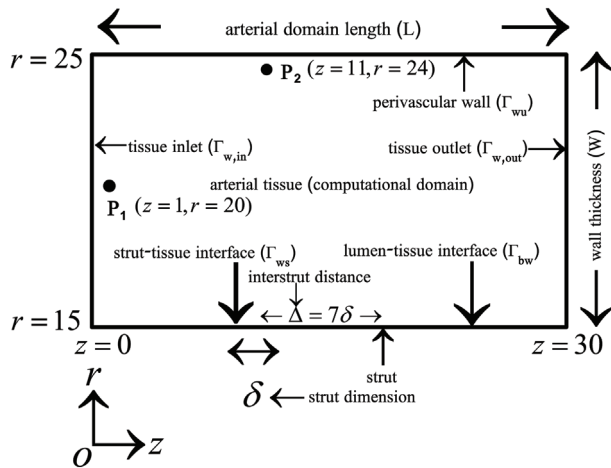 arterial domain length (L)
r = 25
P₂ (z = 11, r = 24)
perivascular wall (Γwu)
tissue inlet (Γw,in)
tissue outlet (Γw,out)
wall thickness (W)
arterial tissue (computational domain)
P₁ (z = 1, r = 20)
strut-tissue interface (Γws)
lumen-tissue interface (Γbw)
interstrut distance
Δ = 7δ
r = 15
z = 0
z = 30
δ
strut
strut dimension
r
o
z